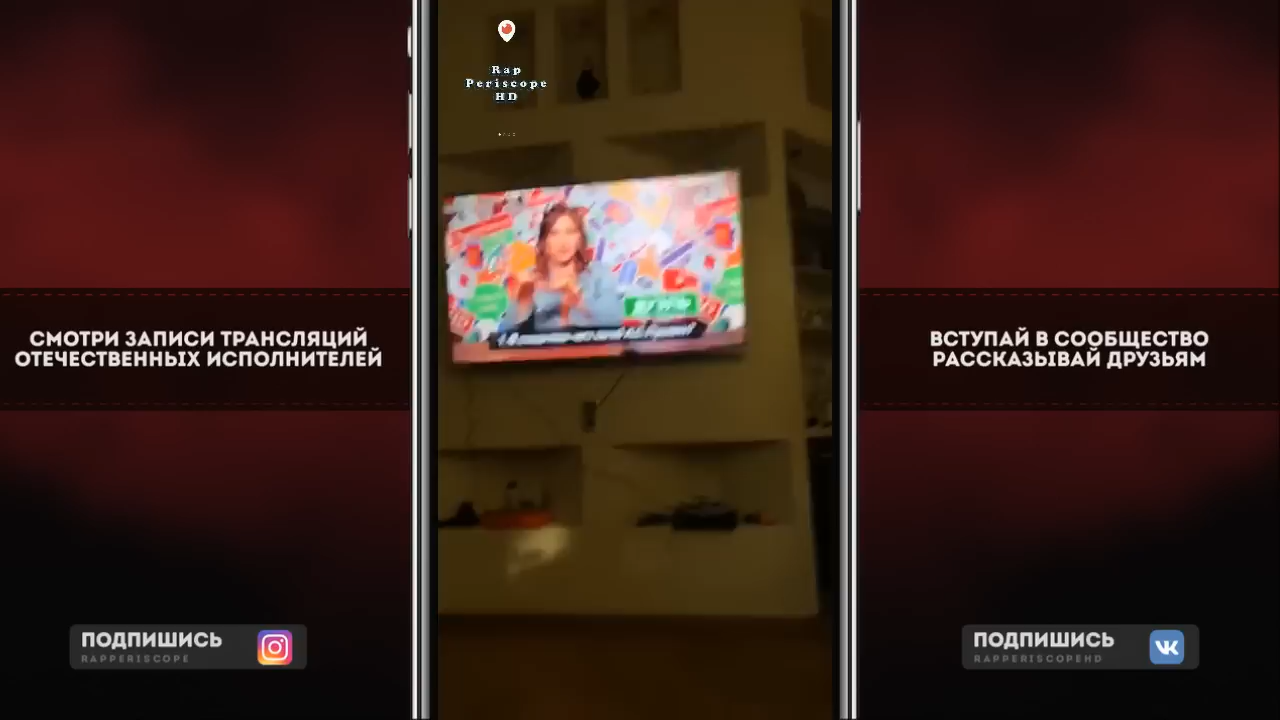 Rap
Periscope
HD
СМОТРИ ЗАПИСИ ТРАНСЛЯЦИЙ
ОТЕЧЕСТВЕННЫХ ИСПОЛНИТЕЛЕЙ
ВСТУПАЙ В СООБЩЕСТВО
РАССКАЗЫВАЙ ДРУЗЬЯМ
ПОДПИШИСЬ
RAPPERISCOPE
ПОДПИШИСЬ
RAPPERISCOPEHD